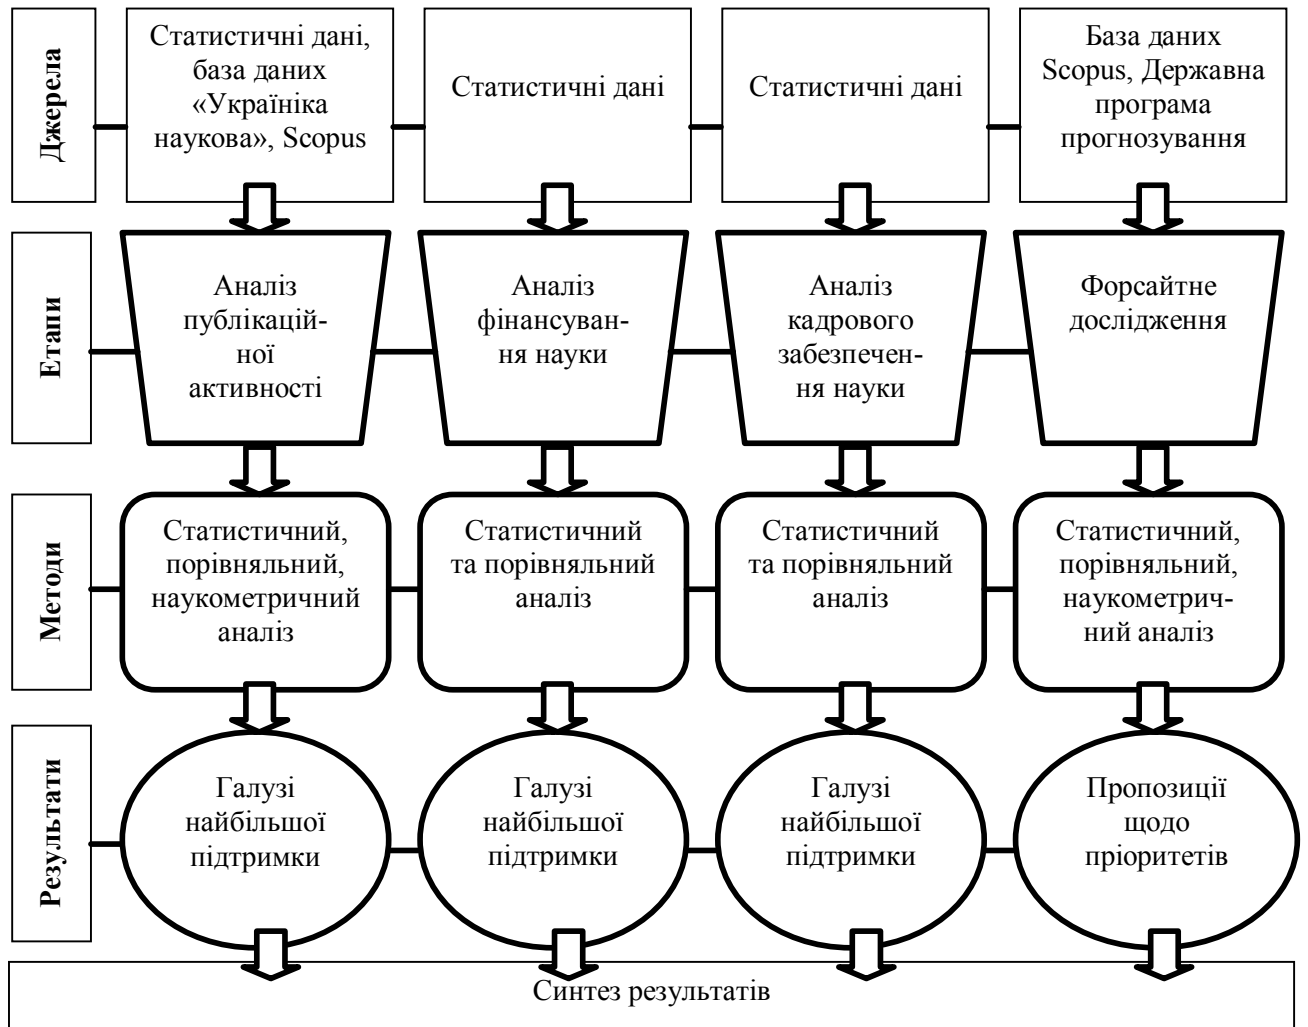 Джерела
Статистичні дані,
база даних
«Україніка
наукова», Scopus
Статистичні дані
Статистичні дані
База даних
Scopus, Державна
програма
прогнозування
Етапи
Аналіз
публікацій-
ної
активності
Аналіз
фінансуван-
ня науки
Аналіз
кадрового
забезпечен-
ня науки
Форсайтне
дослідження
Методи
Статистичний,
порівняльний,
наукометричний
аналіз
Статистичний
та порівняльний
аналіз
Статистичний
та порівняльний
аналіз
Статистичний,
порівняльний,
наукометрич-
ний аналіз
Результати
Галузі
найбільшої
підтримки
Галузі
найбільшої
підтримки
Галузі
найбільшої
підтримки
Пропозиції
щодо
пріоритетів
Синтез результатів